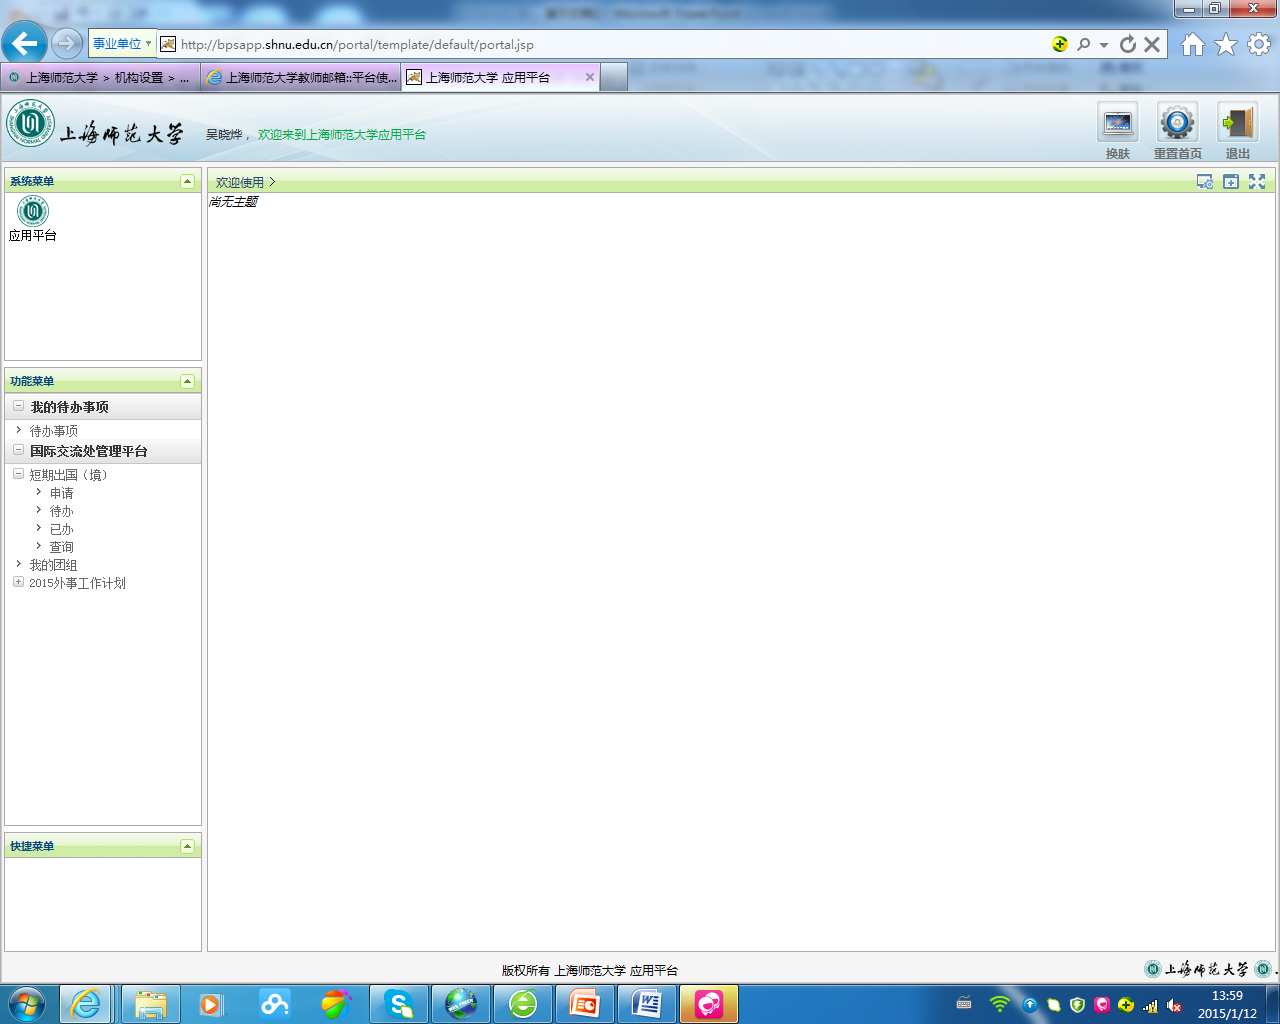 事业单位
http://bpsapp.shnu.edu.cn/portal/template/default/portal.jsp
上海师范大学 > 机构设置 > ...
上海师范大学教师邮箱::平台使...
上海师范大学 应用平台
上海师范大学
吴晓烨， 欢迎来到上海师范大学应用平台
换肤
重置首页
退出
系统菜单
应用平台
欢迎使用
尚无主题
功能菜单
我的待办事项
待办事项
国际交流处管理平台
短期出国（境）
申请
待办
已办
查询
我的团组
2015外事工作计划
快捷菜单
版权所有 上海师范大学 应用平台
上海师范大学
13:59
2015/1/12